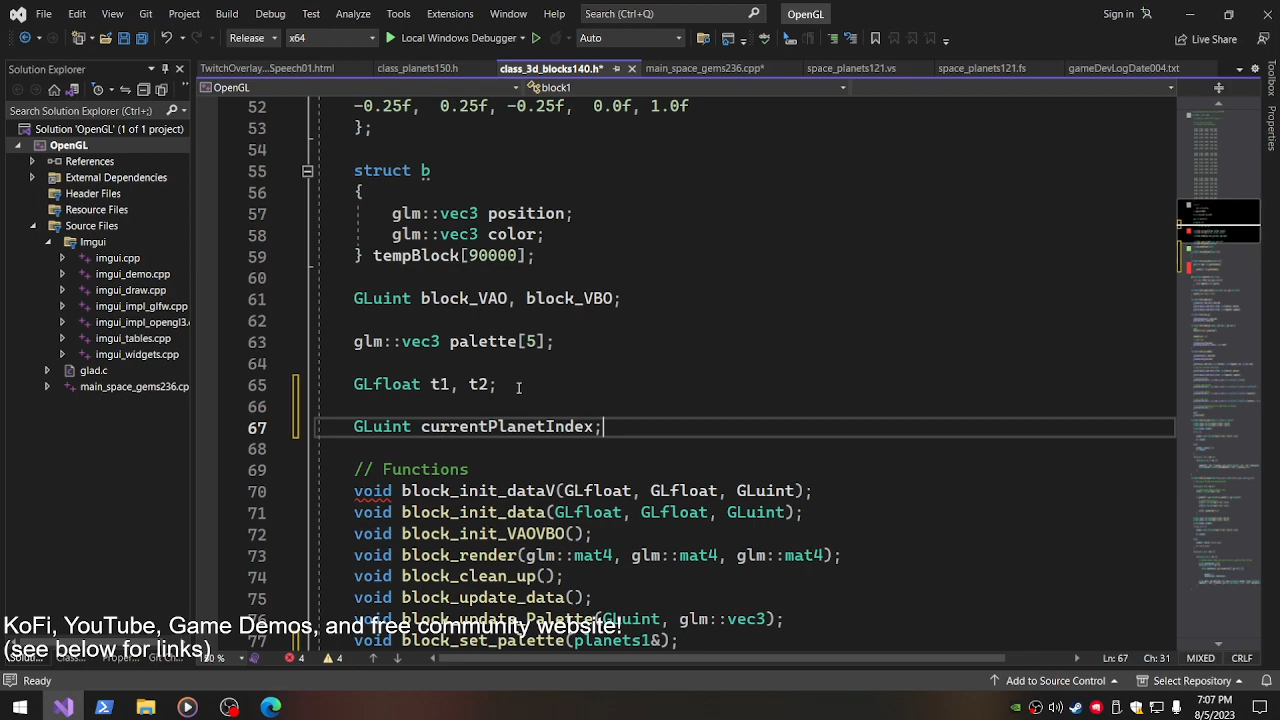 File Edit View Git Project Build Debug Test Analyze Tools Extensions Window Help Search (Ctrl+Q) OpenGL Sign in
Release x64 Local Windows Debugger Auto Live Share
Solution Explorer
Search Solution Explorer (Ctrl+;)
Solution 'OpenGL' (1 of 1 project)
OpenGL
References
External Dependencies
Header Files
Resource Files
Source Files
imgui
imgui.cpp
imgui_demo.cpp
imgui_draw.cpp
imgui_impl_glfw.cpp
imgui_impl_opengl3.c
imgui_tables.cpp
imgui_widgets.cpp
glad.c
main_space_gems236.cp
TwitchOverlay...Speech01.html class_planets150.h class_3d_blocks140.h* main_space_gems236.cpp* space_planets121.vs space_planets121.fs gameDevLogDate004.txt
OpenGL block1
52 -0.25f, 0.25f, -0.25f, 0.0f, 1.0f
53 };
54
55 struct b
56 {
57 glm::vec3 position;
58 glm::vec3 color;
59 } tempBlock[9000];
60
61 GLuint block_VAO, block_VBO;
62
63 glm::vec3 palette[5];
64
65 GLfloat t1, t2;
66
67 GLuint currentPlanetIndex;
69 // Functions
70 void block_init_data(GLfloat, GLfloat, GLuint);
71 void block_init_data(GLfloat, GLfloat, GLuint);
72 void block_init_VAO_VBO();
73 void block_render(glm::mat4, glm::mat4, glm::mat4);
74 void block_clean_up();
75 void block_update_data();
76 void block_updata_Palette(GLuint, glm::vec3);
77 void block_set_palette(planets1&);
KoFi, YouTube, Game Demos, and free community website!
(see below for links)
4 4 Ln: 67 Ch: 31 MIXED CRLF
Ready Add to Source Control Select Repository
Toolbox Properties
7:07 PM
8/5/2023